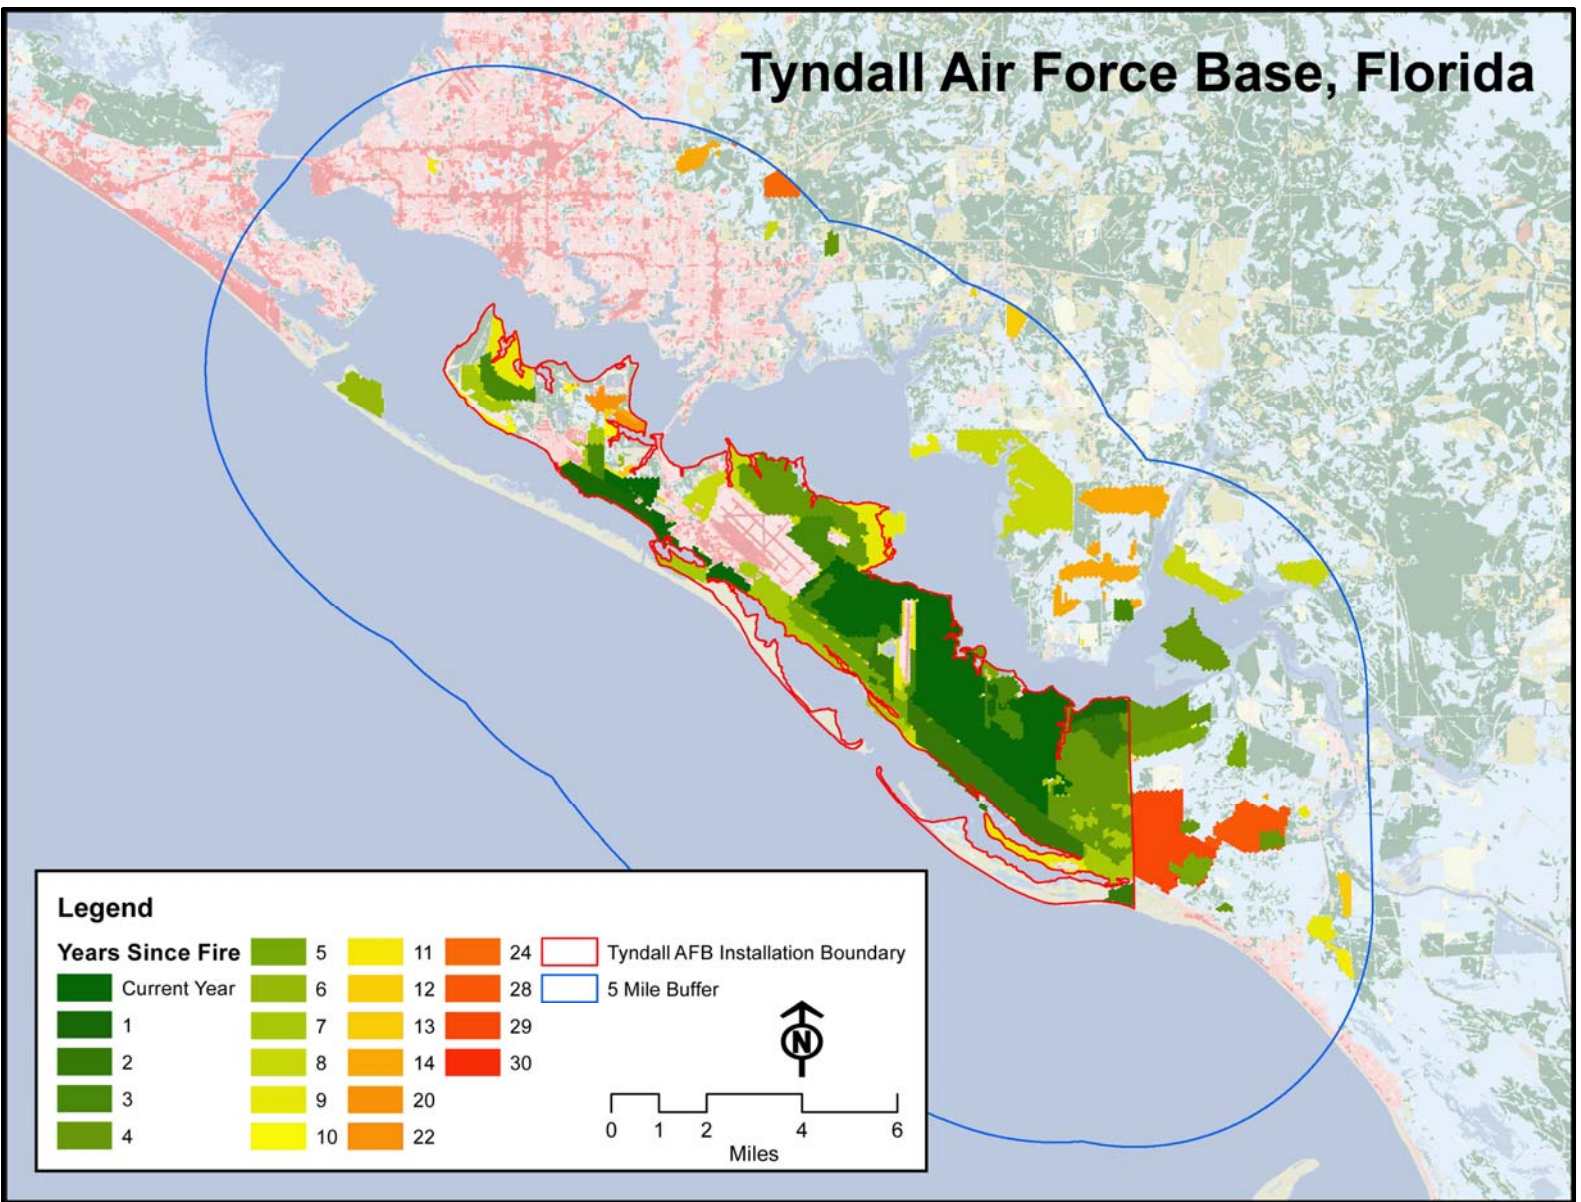 Tyndall Air Force Base, Florida
Legend
Years Since Fire
Current Year
1
2
3
4
5
6
7
8
9
10
11
12
13
14
20
22
24
28
29
30
Tyndall AFB Installation Boundary
5 Mile Buffer
N
0 1 2 4 6
Miles